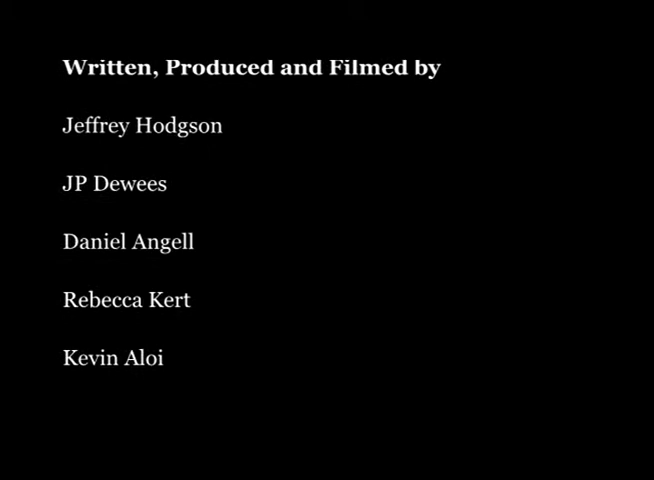 Written, Produced and Filmed by
Jeffrey Hodgson
JP Dewees
Daniel Angell
Rebecca Kert
Kevin Aloi